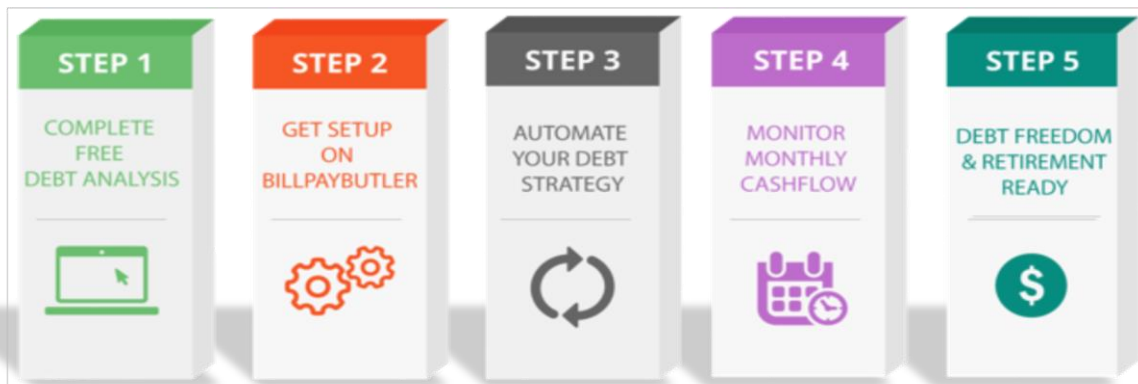 STEP 1
COMPLETE
FREE
DEBT ANALYSIS
STEP 2
GET SETUP
ON
BILLPAYBUTLER
STEP 3
AUTOMATE
YOUR DEBT
STRATEGY
STEP 4
MONITOR
MONTHLY
CASHFLOW
STEP 5
DEBT FREEDOM
& RETIREMENT
READY
$